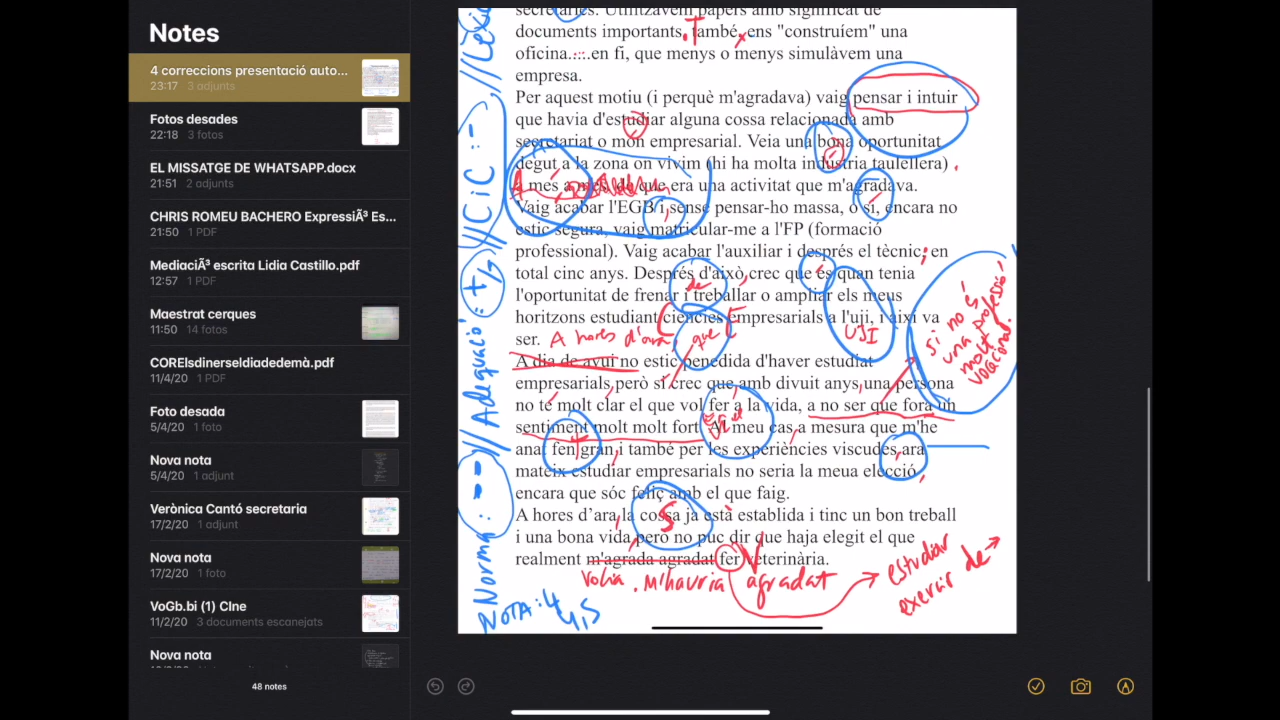 Notes
4 correccions presentació auto...
23:17 3 adjunts
Fotos desades
22:18 3 fotos
EL MISSATGE DE WHATSAPP.docx
21:51 2 adjunts
CHRIS ROMEU BACHERO ExpressiÃ³ Es...
21:50 1 PDF
MediaciÃ³ escrita Lidia Castillo.pdf
12:57 1 PDF
Maestrat cerques
11:50 14 fotos
CORElsdinerseldiadedemà.pdf
11/4/20 1 PDF
Foto desada
5/4/20 1 foto
Nova nota
5/4/20 1 foto
Verònica Cantó secretaria
17/2/20 1 adjunt
Nova nota
17/2/20 1 foto
VoGb.bi (1) CIne
11/2/20 3 documents escanejats
Nova nota
48 notes
secretàries. Utilitzàvem papers amb significat de
documents importants, també, ens "construíem" una
oficina.::::.en fi, que menys o menys simulàvem una
empresa.
Per aquest motiu (i perquè m'agradava) vaig pensar i intuir
que havia d'estudiar alguna cossa relacionada amb
secretariat o món empresarial. Veia una bona oportunitat
degut a la zona on vivim (hi ha molta indústria taulellera)
a mes a mes de que era una activitat que m'agradava.
Vaig acabar l'EGB i sense pensar-ho massa, o si, encara no
estic segura, vaig matricular-me a l'FP (formació
professional). Vaig acabar l'auxiliar i després el tècnic, en
total cinc anys. Després d'això crec que és quan tenia
l'oportunitat de frenar i treballar o ampliar els meus
horitzons estudiant ciències empresarials a l'uji, i així va
ser. A hores d'ara, que
UJI
A dia de avui no estic penedida d'haver estudiat
empresarials però si crec que amb divuit anys una persona
no té molt clar el que vol fer a la vida, a no ser que fora un
sentiment molt molt fort. Al meu cas a mesura que m'he
anat fen gran i també per les experiències viscudes ara
mateix estudiar empresarials no seria la meua elecció
encara que sóc feliç amb el que faig.
A hores d'ara la cossa ja està establida i tinc un bon treball
i una bona vida però no puc dir que haja elegit el que
realment m'agrada agradat fer veterinària.
volia. M'hauria agradat
estudiar
exercir de
si no és
una professió
molt
vocacional.
T
de
t
S
V
Norma:
//Adequació: t/g //CiC: //Lèxic
NOTA: 4
4,5